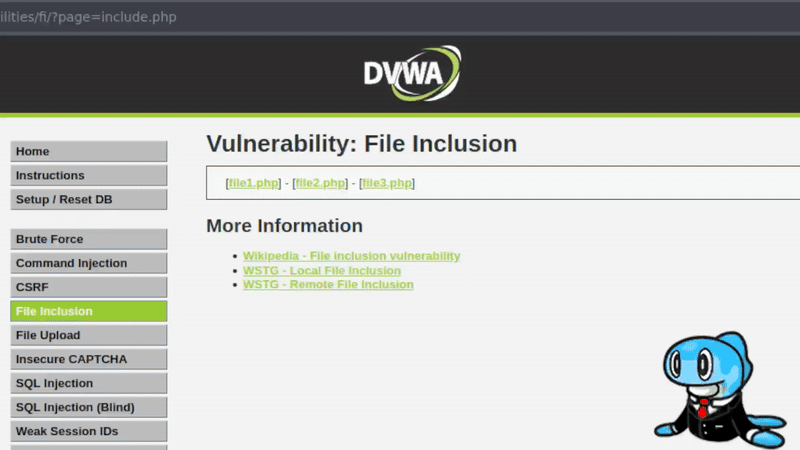 ilities/fi/?page=include.php
DVWA
Vulnerability: File Inclusion
[file1.php] - [file2.php] - [file3.php]
More Information
Wikipedia - File inclusion vulnerability
WSTG - Local File Inclusion
WSTG - Remote File Inclusion
Home
Instructions
Setup / Reset DB
Brute Force
Command Injection
CSRF
File Inclusion
File Upload
Insecure CAPTCHA
SQL Injection
SQL Injection (Blind)
Weak Session IDs